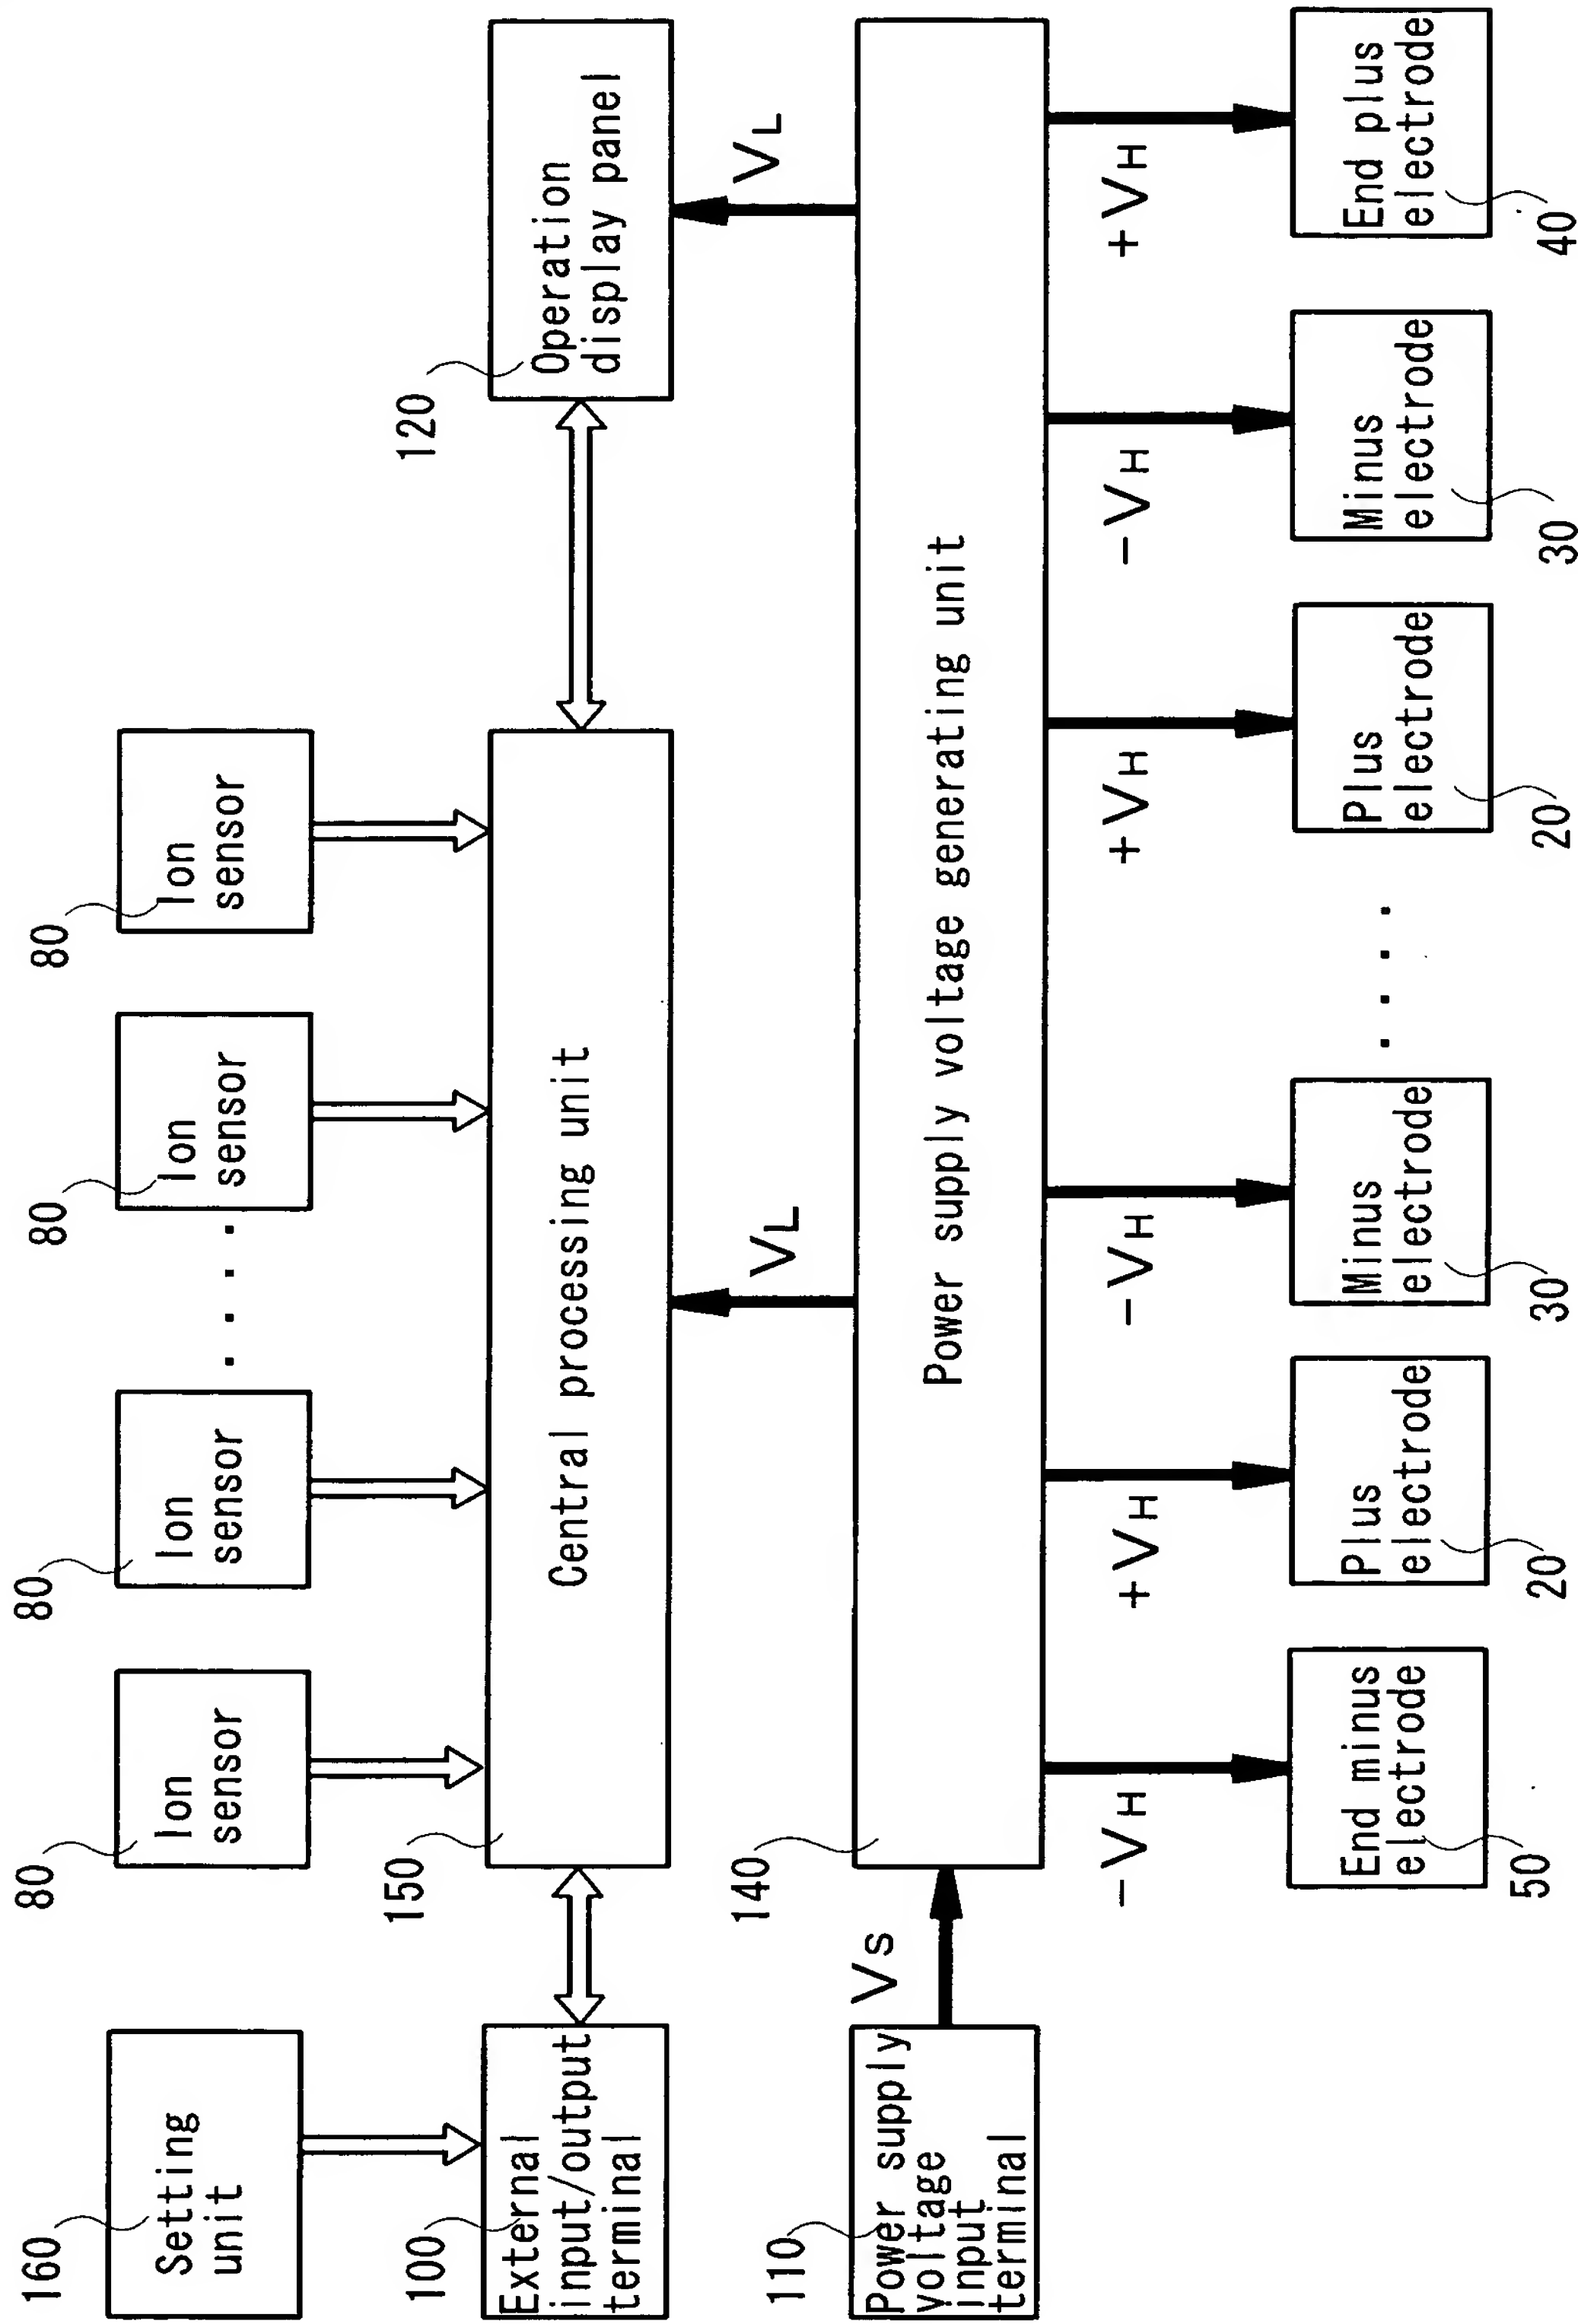 160
Setting
unit
80
Ion
sensor
80
Ion
sensor
. . . .
80
Ion
sensor
80
Ion
sensor
100
External
input/output
terminal
150
Central processing unit
120
Operation
display panel
VL
VL
110
Power supply
voltage
input
terminal
Vs
140
Power supply voltage generating unit
-VH
+VH
-VH
+VH
-VH
+VH
End minus
electrode
50
Plus
electrode
20
Minus
electrode
30
. . . .
Plus
electrode
20
Minus
electrode
30
End plus
electrode
40